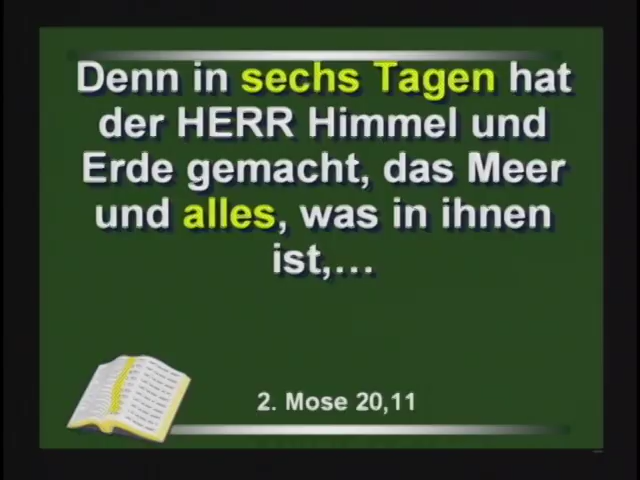 Denn in sechs Tagen hat
der HERR Himmel und
Erde gemacht, das Meer
und alles, was in ihnen
ist,…
2. Mose 20,11